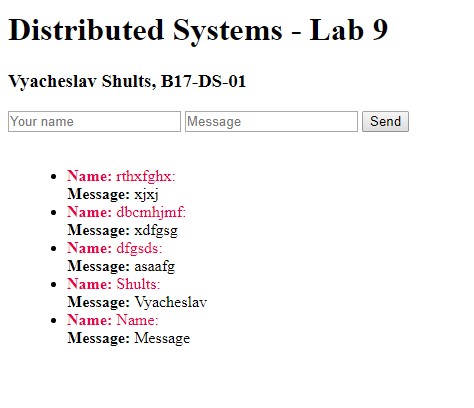 Distributed Systems - Lab 9
Vyacheslav Shults, B17-DS-01
Your name Message Send
Name: rthxfghx:
Message: xjxj
Name: dbcmhjmf:
Message: xdfgsg
Name: dfgsds:
Message: asaafg
Name: Shults:
Message: Vyacheslav
Name: Name:
Message: Message